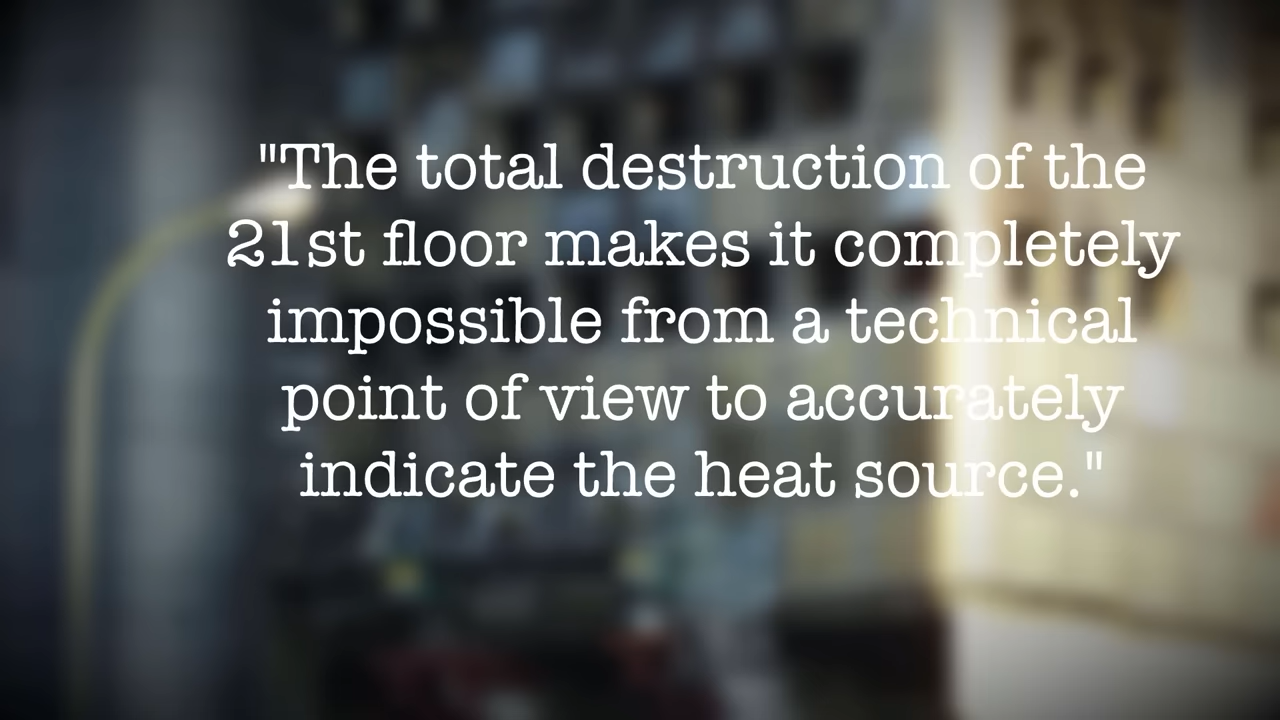 "The total destruction of the
21st floor makes it completely
impossible from a technical
point of view to accurately
indicate the heat source."